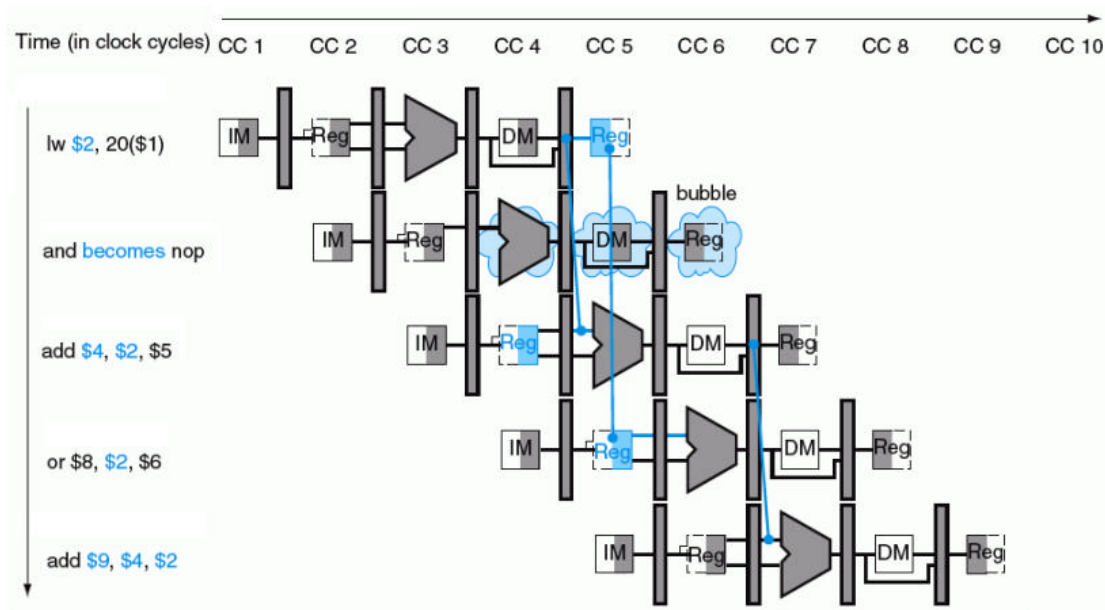 Time (in clock cycles) CC 1 CC 2 CC 3 CC 4 CC 5 CC 6 CC 7 CC 8 CC 9 CC 10
lw $2, 20($1) IM Reg DM Reg
bubble
and becomes nop IM Reg DM Reg
add $4, $2, $5 IM Reg DM Reg
or $8, $2, $6 IM Reg DM Reg
add $9, $4, $2 IM Reg DM Reg